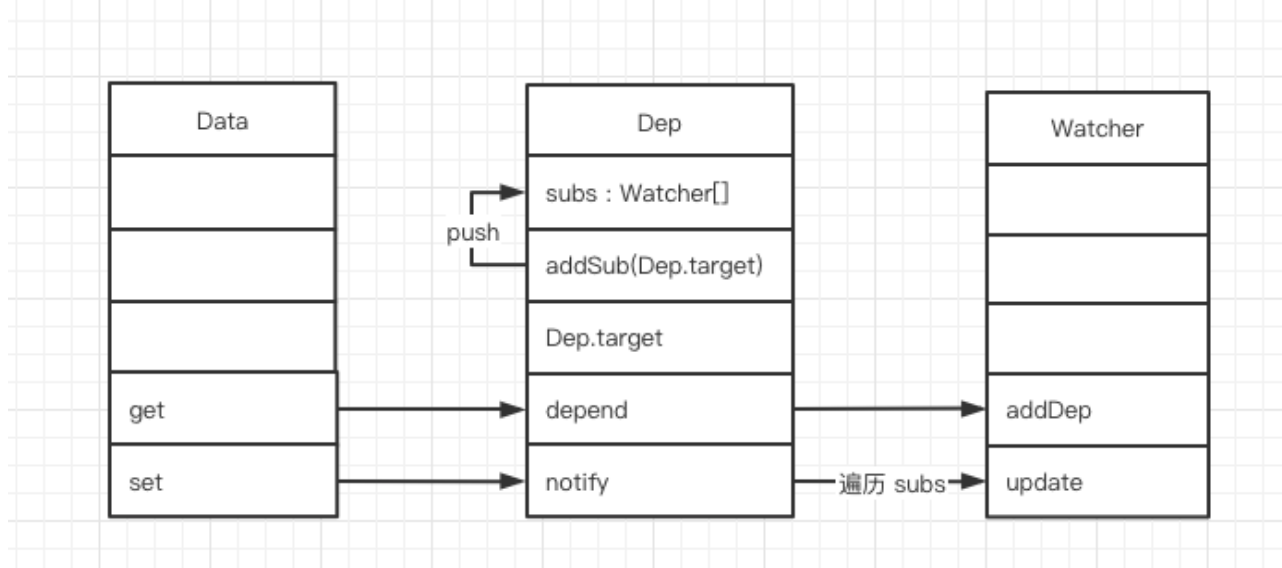 Data
get
set
Dep
subs : Watcher[]
push
addSub(Dep.target)
Dep.target
depend
notify
遍历 subs
Watcher
addDep
update